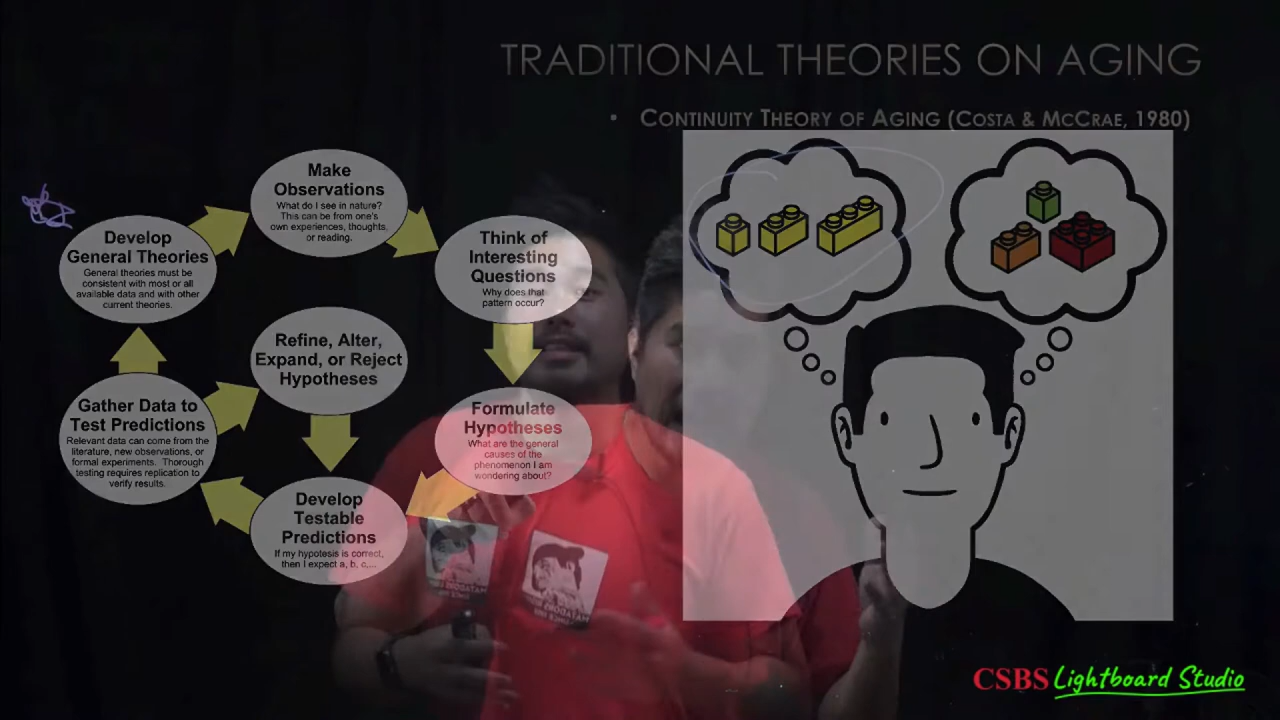 TRADITIONAL THEORIES ON AGING
• CONTINUITY THEORY OF AGING (COSTA & MCCRAE, 1980)
Make
Observations
What do I see in nature?
This can be from one's
own experiences, thoughts,
or reading.
Think of
Interesting
Questions
Why does that
pattern occur?
Formulate
Hypotheses
What are the general
causes of the
phenomenon I am
wondering about?
Develop
Testable
Predictions
If my hypotesis is correct,
then I expect a, b, c,...
Gather Data to
Test Predictions
Relevant data can come from the
literature, new observations, or
formal experiments. Thorough
testing requires replication to
verify results.
Refine, Alter,
Expand, or Reject
Hypotheses
Develop
General Theories
General theories must be
consistent with most or all
available data and with other
current theories.
CSBS Lightboard Studio